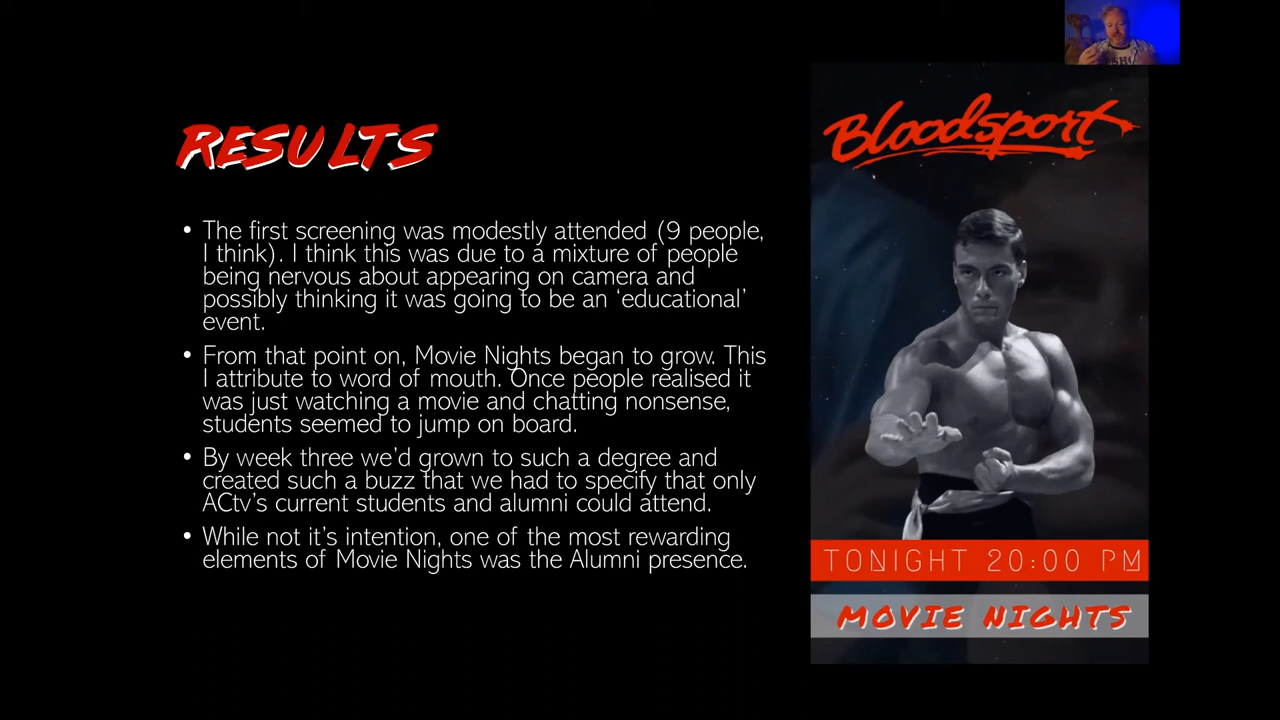 RESULTS
• The first screening was modestly attended (9 people,
I think). I think this was due to a mixture of people
being nervous about appearing on camera and
possibly thinking it was going to be an ‘educational’
event.
• From that point on, Movie Nights began to grow. This
I attribute to word of mouth. Once people realised it
was just watching a movie and chatting nonsense,
students seemed to jump on board.
• By week three we’d grown to such a degree and
created such a buzz that we had to specify that only
ACtv’s current students and alumni could attend.
• While not it’s intention, one of the most rewarding
elements of Movie Nights was the Alumni presence.
Bloodsport
TONIGHT 20:00 PM
MOVIE NIGHTS